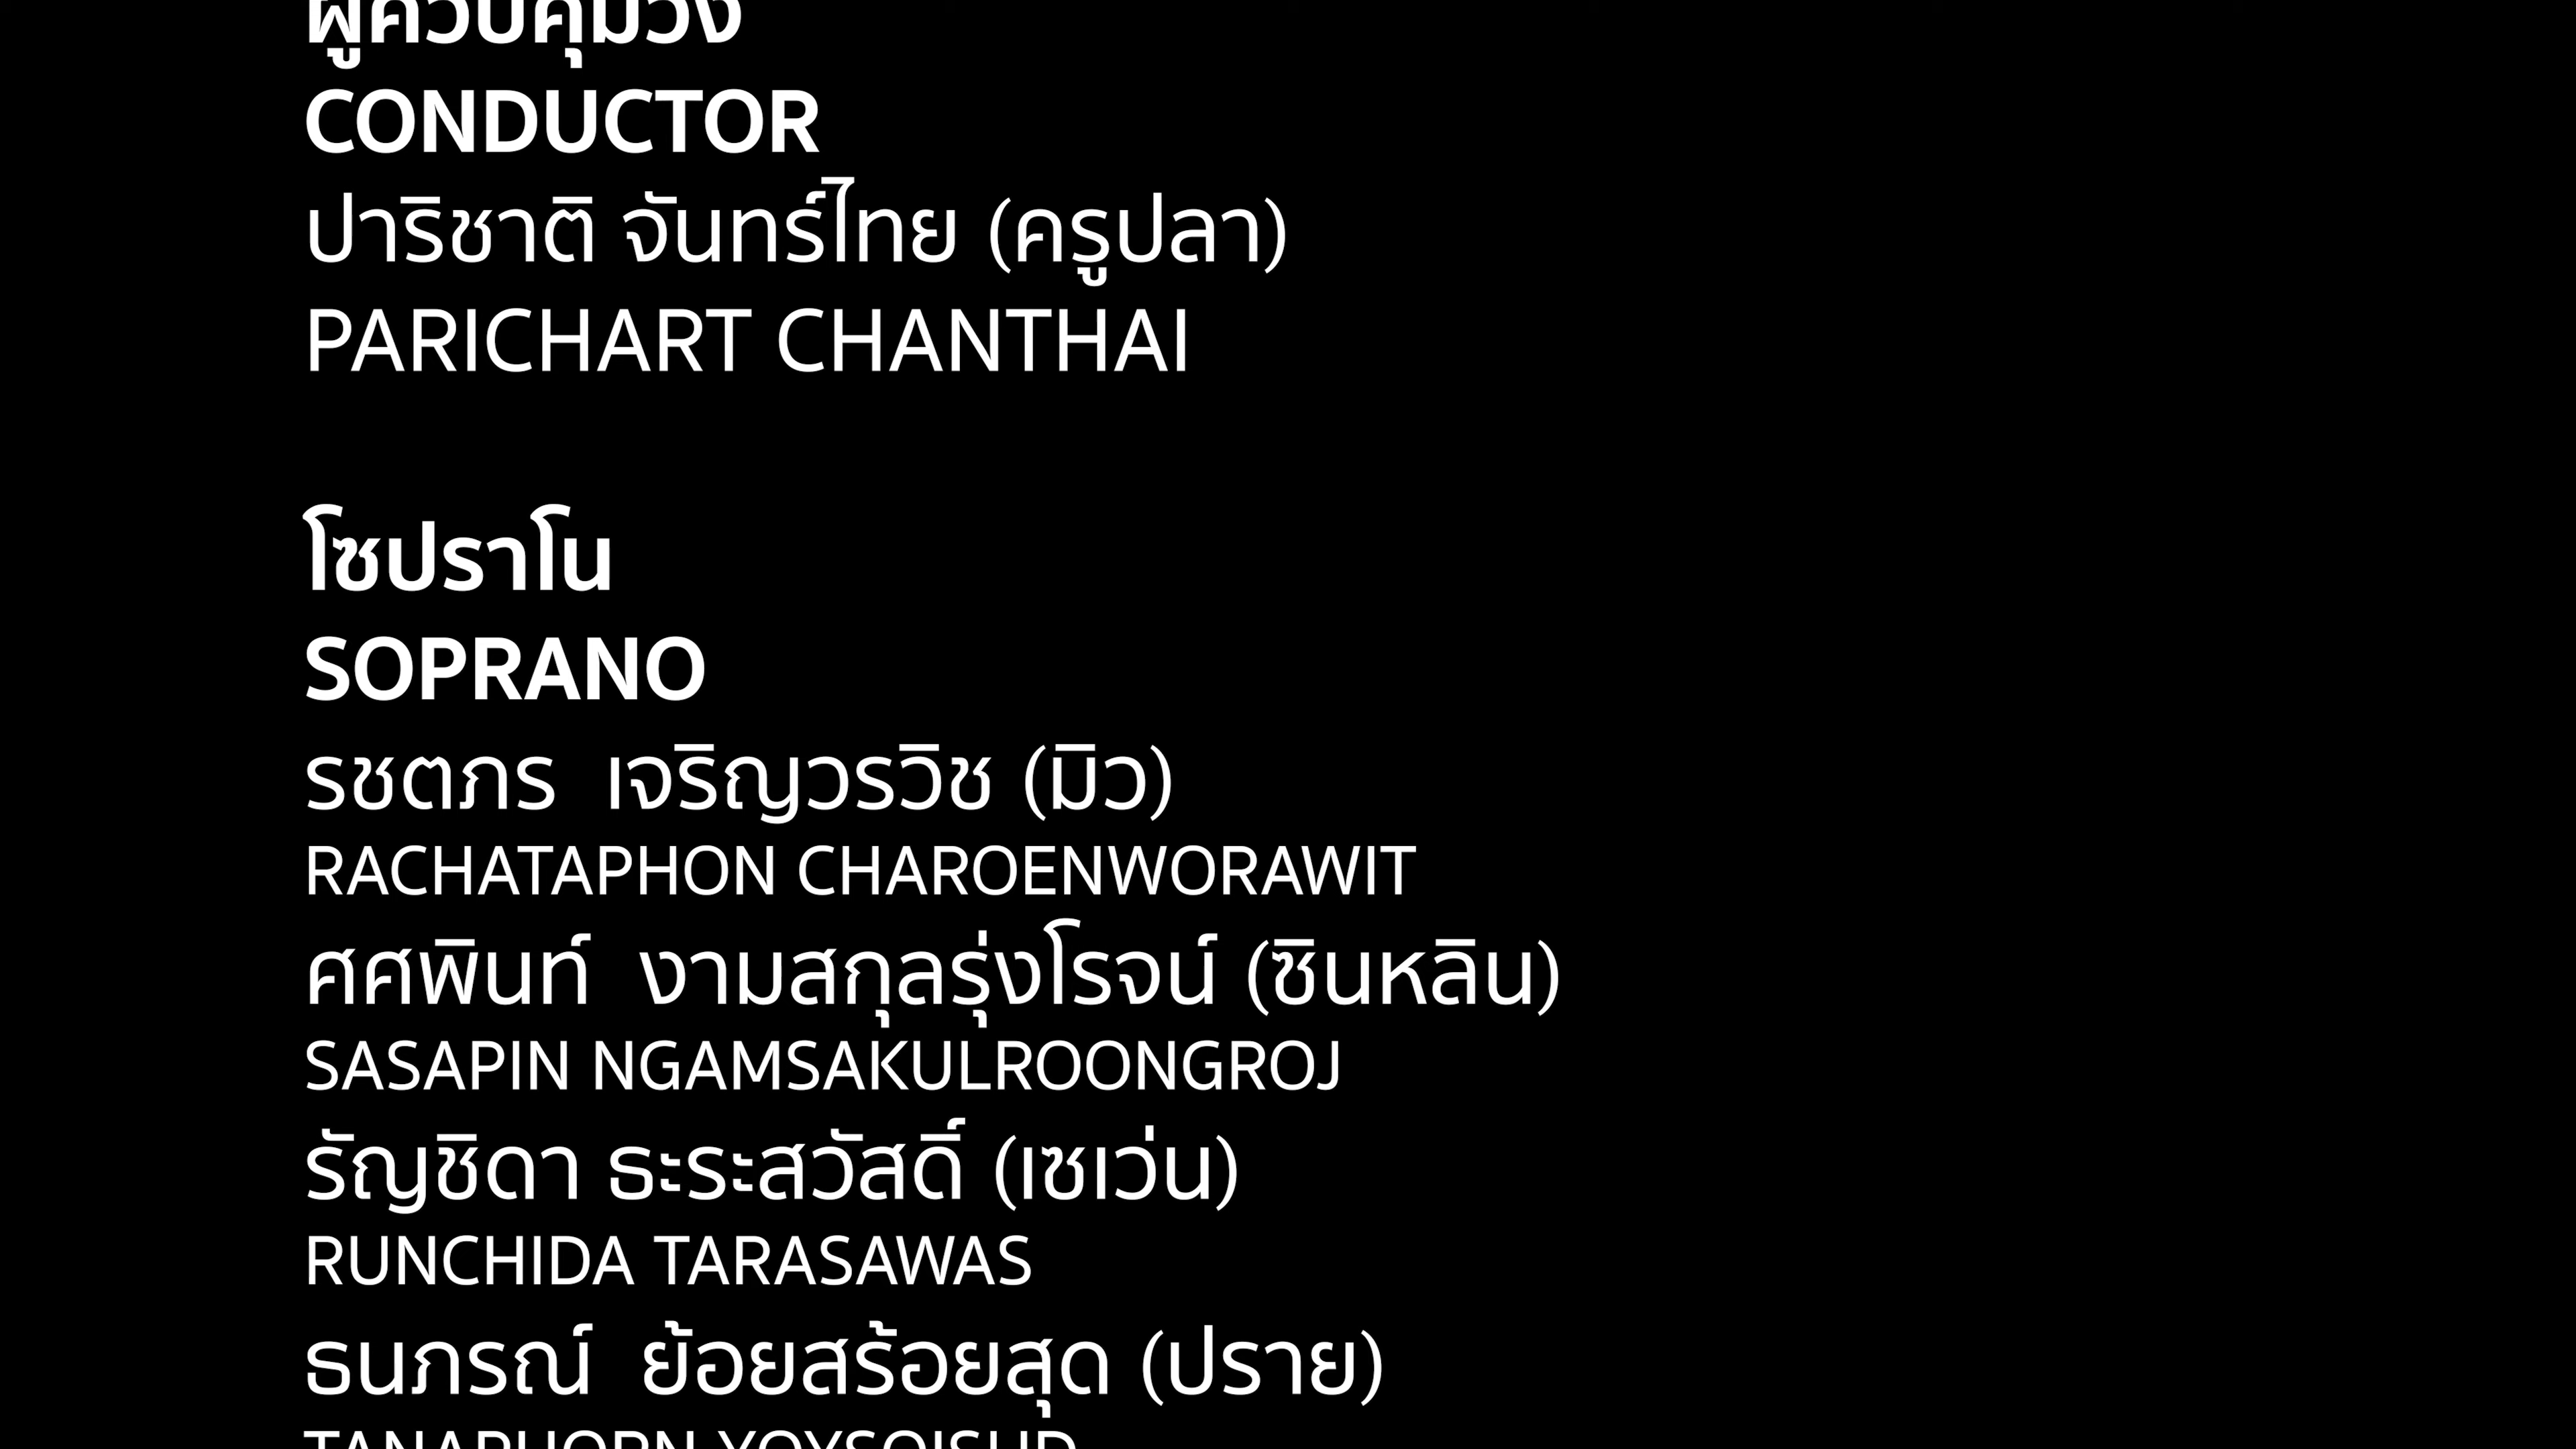 ผู้ควบคุมวง
CONDUCTOR
ปาริชาติ จันทร์ไทย (ครูปลา)
PARICHART CHANTHAI
โซปราโน
SOPRANO
รชตภร เจริญวรวิช (มิว)
RACHATAPHON CHAROENWORAWIT
ศศพินท์ งามสกุลรุ่งโรจน์ (ซินหลิน)
SASAPIN NGAMSAKULROONGROJ
รัญชิดา ธะระสวัสดิ์ (เซเว่น)
RUNCHIDA TARASAWAS
ธนภรณ์ ย้อยสร้อยสุด (ปราย)
TANAPHORN YOYSOISUD